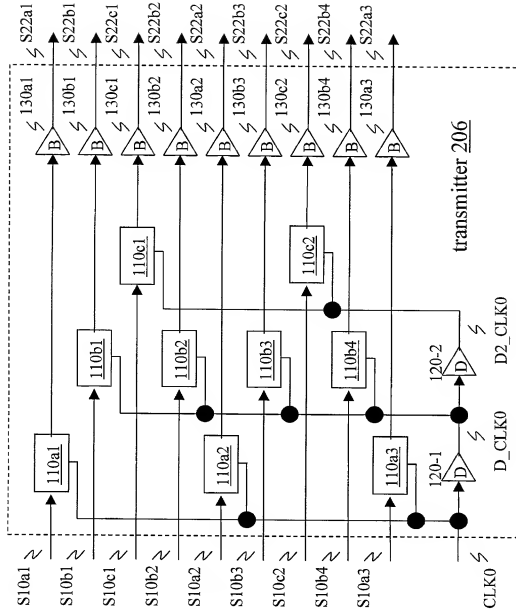 S22a1
S22b1
S22c1
S22b2
S22a2
S22b3
S22c2
S22b4
S22a3
130a1
130b1
130c1
130b2
130a2
130b3
130c2
130b4
130a3
B
B
B
B
B
B
B
B
B
transmitter 206
110c1
110c2
110b1
110b2
110b3
110b4
110a1
110a2
110a3
120-2
D
D2_CLK0
120-1
D
D_CLK0
S10a1
S10b1
S10c1
S10b2
S10a2
S10b3
S10c2
S10b4
S10a3
CLK0